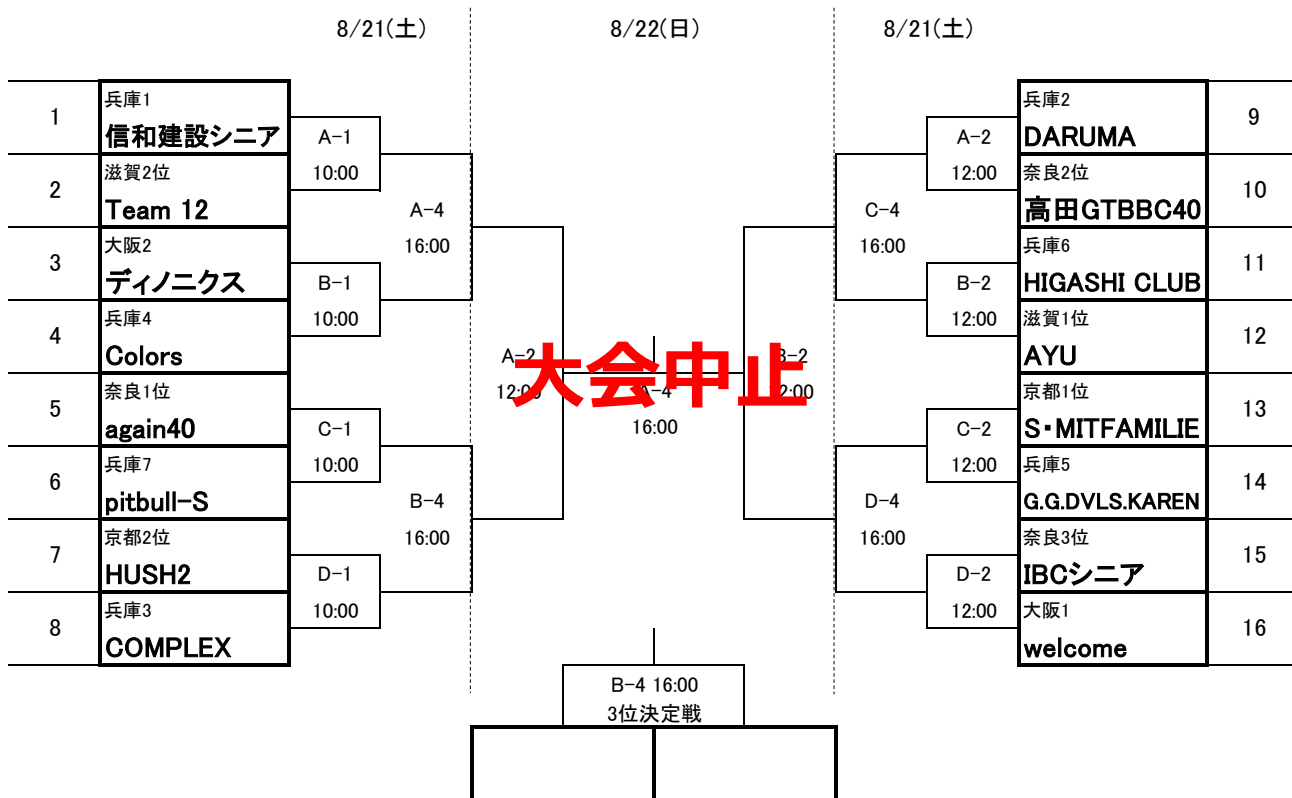 8/21(土)
8/22(日)
8/21(土)
1
兵庫1
信和建設シニア
2
滋賀2位
Team 12
3
大阪2
ディノニクス
4
兵庫4
Colors
5
奈良1位
again40
6
兵庫7
pitbull-S
7
京都2位
HUSH2
8
兵庫3
COMPLEX
A-1
10:00
B-1
10:00
C-1
10:00
D-1
10:00
A-4
16:00
B-4
16:00
A-2
12:00
大会中止
A-4
16:00
B-2
12:00
C-4
16:00
D-4
16:00
A-2
12:00
B-2
12:00
C-2
12:00
D-2
12:00
兵庫2
DARUMA
9
奈良2位
高田GTBBC40
10
兵庫6
HIGASHI CLUB
11
滋賀1位
AYU
12
京都1位
S・MITFAMILIE
13
兵庫5
G.G.DVLS.KAREN
14
奈良3位
IBCシニア
15
大阪1
welcome
16
B-4 16:00
3位決定戦